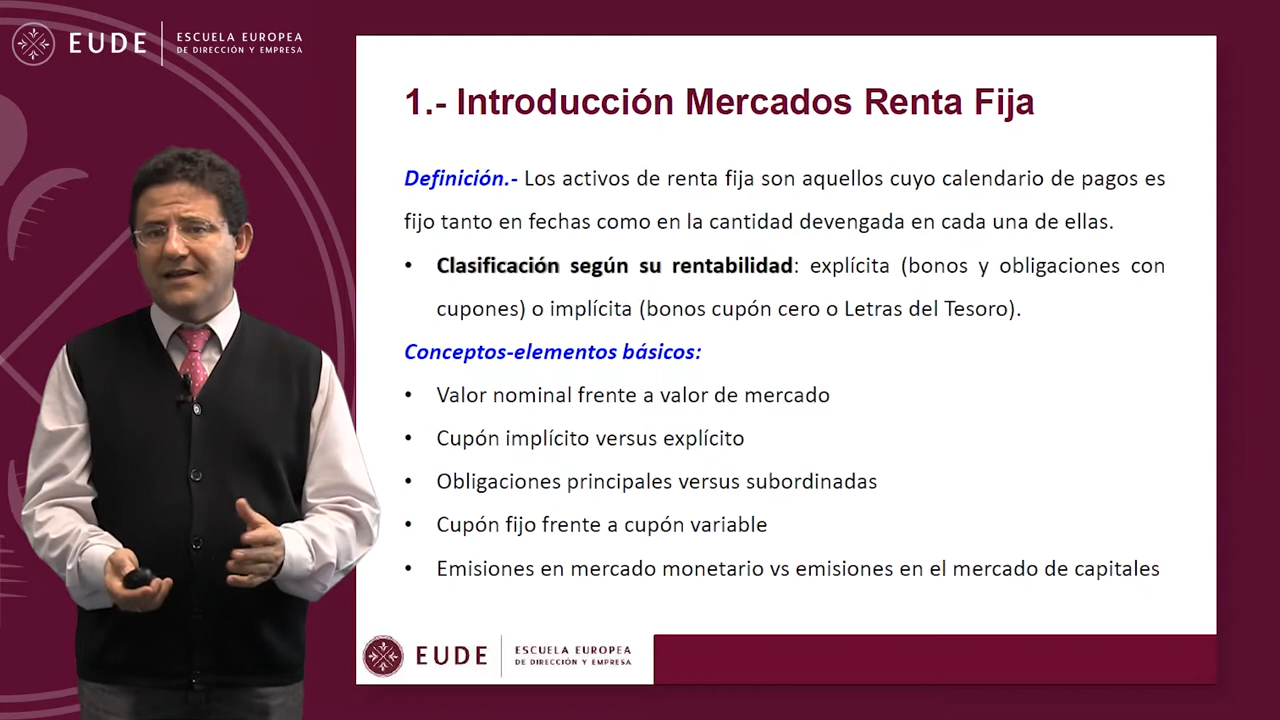 EUDE
ESCUELA EUROPEA
DE DIRECCIÓN Y EMPRESA
1.- Introducción Mercados Renta Fija
Definición.- Los activos de renta fija son aquellos cuyo calendario de pagos es
fijo tanto en fechas como en la cantidad devengada en cada una de ellas.
• Clasificación según su rentabilidad: explícita (bonos y obligaciones con
cupones) o implícita (bonos cupón cero o Letras del Tesoro).
Conceptos-elementos básicos:
• Valor nominal frente a valor de mercado
• Cupón implícito versus explícito
• Obligaciones principales versus subordinadas
• Cupón fijo frente a cupón variable
• Emisiones en mercado monetario vs emisiones en el mercado de capitales
EUDE
ESCUELA EUROPEA
DE DIRECCIÓN Y EMPRESA